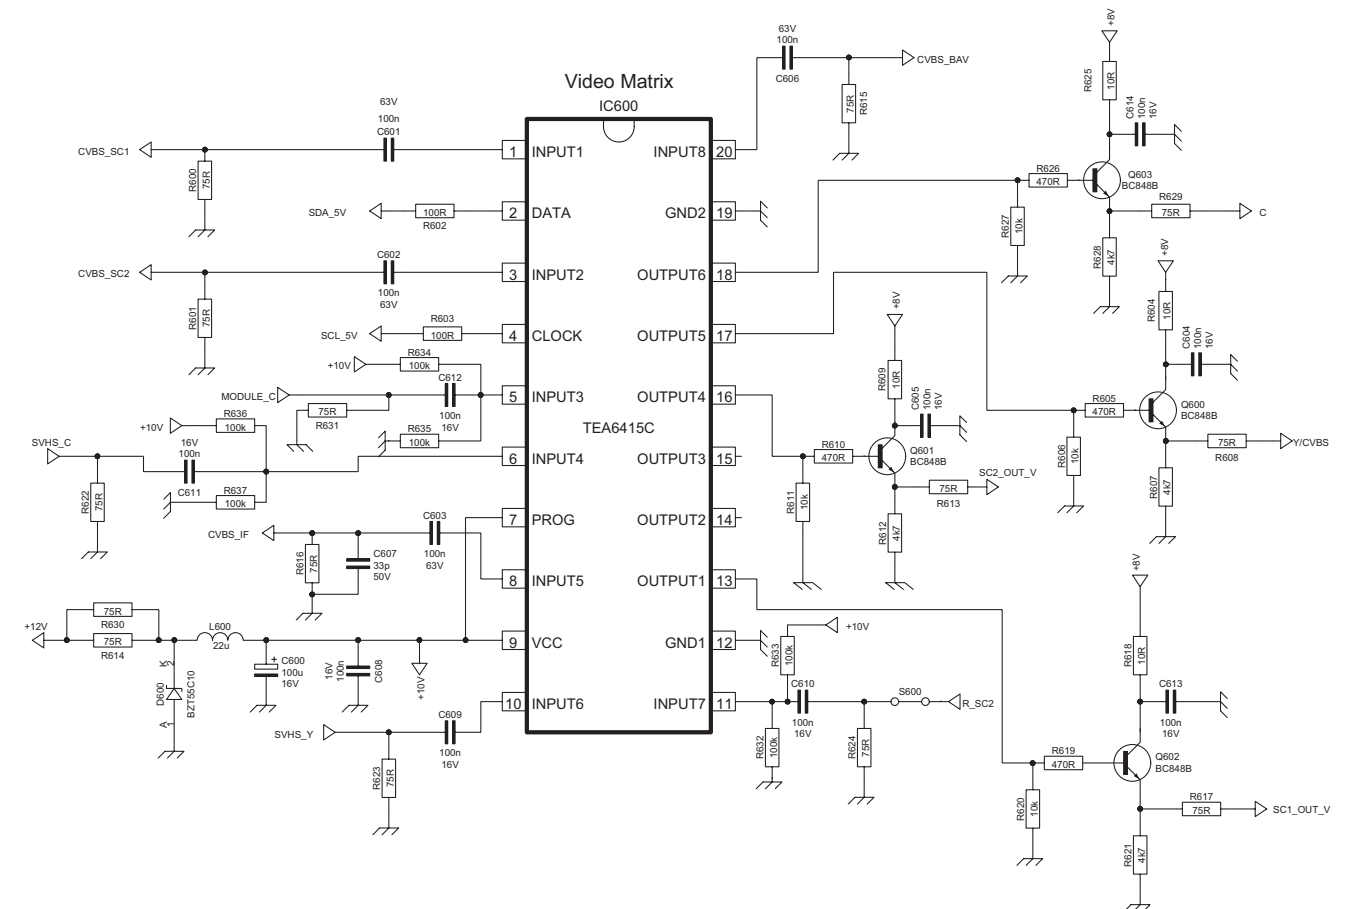 Video Matrix
IC600
TEA6415C
1 INPUT1
2 DATA
3 INPUT2
4 CLOCK
5 INPUT3
6 INPUT4
7 PROG
8 INPUT5
9 VCC
10 INPUT6
INPUT8 20
GND2 19
OUTPUT6 18
OUTPUT5 17
OUTPUT4 16
OUTPUT3 15
OUTPUT2 14
OUTPUT1 13
GND1 12
INPUT7 11
CVBS_SC1
R600
75R
63V
100n
C601
SDA_5V
100R
R602
CVBS_SC2
R601
75R
C602
100n
63V
SCL_5V
R603
100R
+10V
R634
100k
MODULE_C
75R
R631
C612
100n
16V
R635
100k
+10V
R636
100k
SVHS_C
R622
75R
16V
100n
C611
R637
100k
CVBS_IF
R616
75R
C607
33p
50V
C603
100n
63V
+12V
75R
R630
75R
R614
D600
BZT55C10
K
2
A
1
L600
22u
+
C600
100u
16V
16V
100n
C608
+10V
SVHS_Y
R623
75R
C609
100n
16V
63V
100n
C606
75R
R615
CVBS_BAV
+8V
R625
10R
C614
100n
16V
R626
470R
R627
10k
Q603
BC848B
R628
4k7
R629
75R
C
+8V
R604
10R
C604
100n
16V
R605
470R
R606
10k
Q600
BC848B
R607
4k7
75R
R608
Y/CVBS
+8V
R609
10R
C605
100n
16V
R610
470R
R611
10k
Q601
BC848B
R612
4k7
75R
R613
SC2_OUT_V
R633
100k
+10V
R632
100k
C610
100n
16V
R624
75R
S600
R_SC2
+8V
R618
10R
C613
100n
16V
R619
470R
R620
10k
Q602
BC848B
R621
4k7
R617
75R
SC1_OUT_V